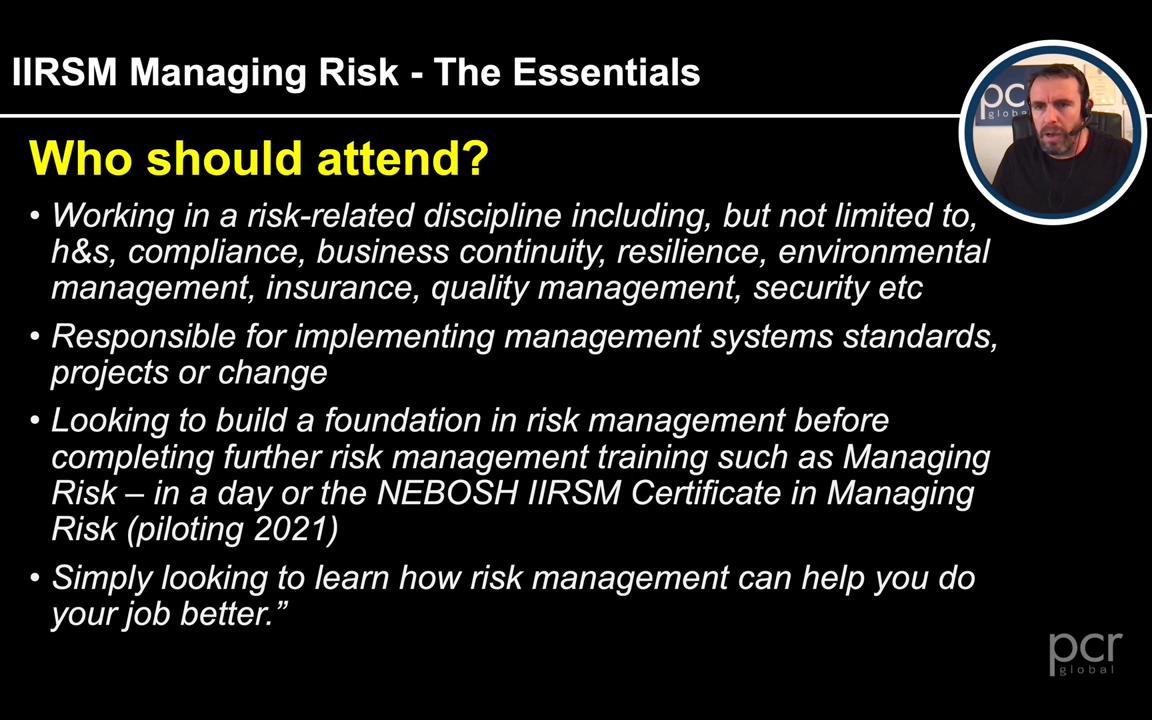 IIRSM Managing Risk - The Essentials
pcr
global
Who should attend?
• Working in a risk-related discipline including, but not limited to,
h&s, compliance, business continuity, resilience, environmental
management, insurance, quality management, security etc
• Responsible for implementing management systems standards,
projects or change
• Looking to build a foundation in risk management before
completing further risk management training such as Managing
Risk – in a day or the NEBOSH IIRSM Certificate in Managing
Risk (piloting 2021)
• Simply looking to learn how risk management can help you do
your job better.”
pcr
global